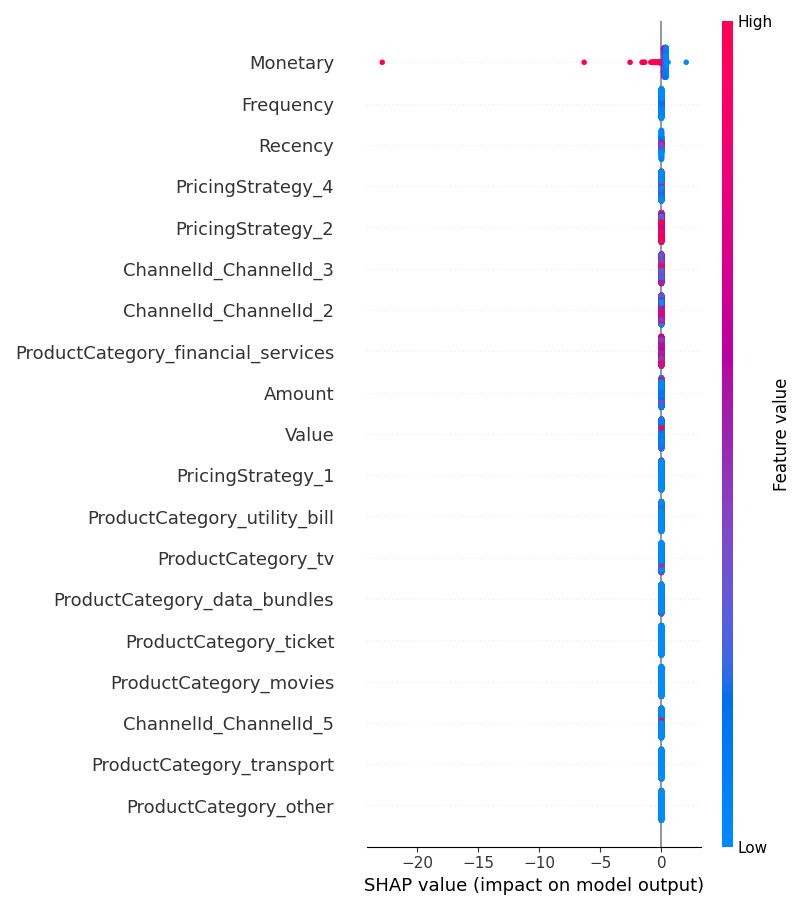 High
Monetary
Frequency
Recency
PricingStrategy_4
PricingStrategy_2
ChannelId_ChannelId_3
ChannelId_ChannelId_2
ProductCategory_financial_services
Amount
Value
PricingStrategy_1
ProductCategory_utility_bill
ProductCategory_tv
ProductCategory_data_bundles
ProductCategory_ticket
ProductCategory_movies
ChannelId_ChannelId_5
ProductCategory_transport
ProductCategory_other
Feature value
Low
−20 −15 −10 −5 0
SHAP value (impact on model output)